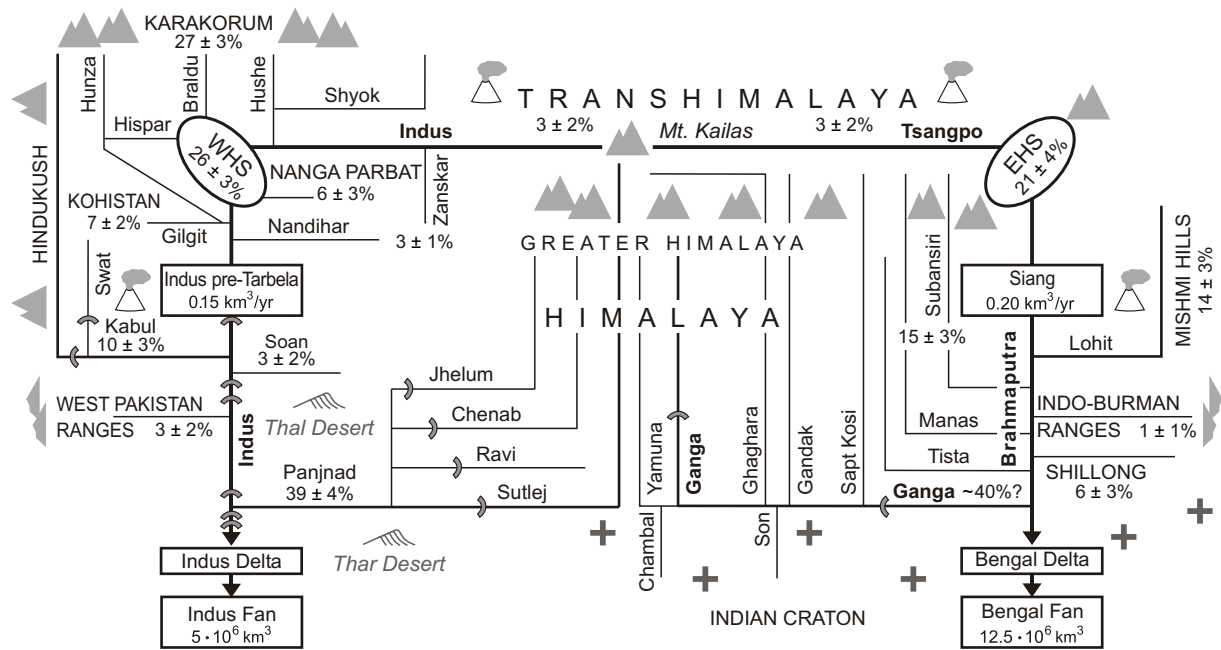 KARAKORUM
27 ± 3%
Hunza
Braldu
Hushe
Shyok
Hispar
TRANSHIMALAYA
3 ± 2%
Mt. Kailas
3 ± 2%
Indus
Tsangpo
WHS
26 ± 3%
EHS
21 ± 4%
NANGA PARBAT
6 ± 3%
Zanskar
3 ± 1%
KOHISTAN
7 ± 2%
Gilgit
Nandihar
HINDUKUSH
Swat
GREATER HIMALAYA
HIMALAYA
Indus pre-Tarbela
0.15 km³/yr
Siang
0.20 km³/yr
Subansiri
15 ± 3%
MISHMI HILLS
14 ± 3%
Kabul
10 ± 3%
Soan
3 ± 2%
Lohit
Jhelum
Thal Desert
WEST PAKISTAN
RANGES 3 ± 2%
Indus
Chenab
Ravi
Panjnad
39 ± 4%
Sutlej
Yamuna
Ganga
Ghaghara
Gandak
Sapt Kosi
Manas
Tista
Brahmaputra
INDO-BURMAN
RANGES 1 ± 1%
SHILLONG
6 ± 3%
Ganga ~40%?
Chambal
Son
Thar Desert
Indus Delta
Bengal Delta
Indus Fan
5 · 10⁶ km³
INDIAN CRATON
Bengal Fan
12.5 · 10⁶ km³